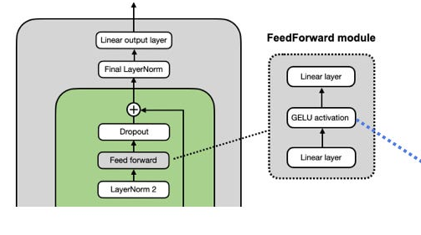 Linear output layer
Final LayerNorm
Dropout
Feed forward
LayerNorm 2
FeedForward module
Linear layer
GELU activation
Linear layer